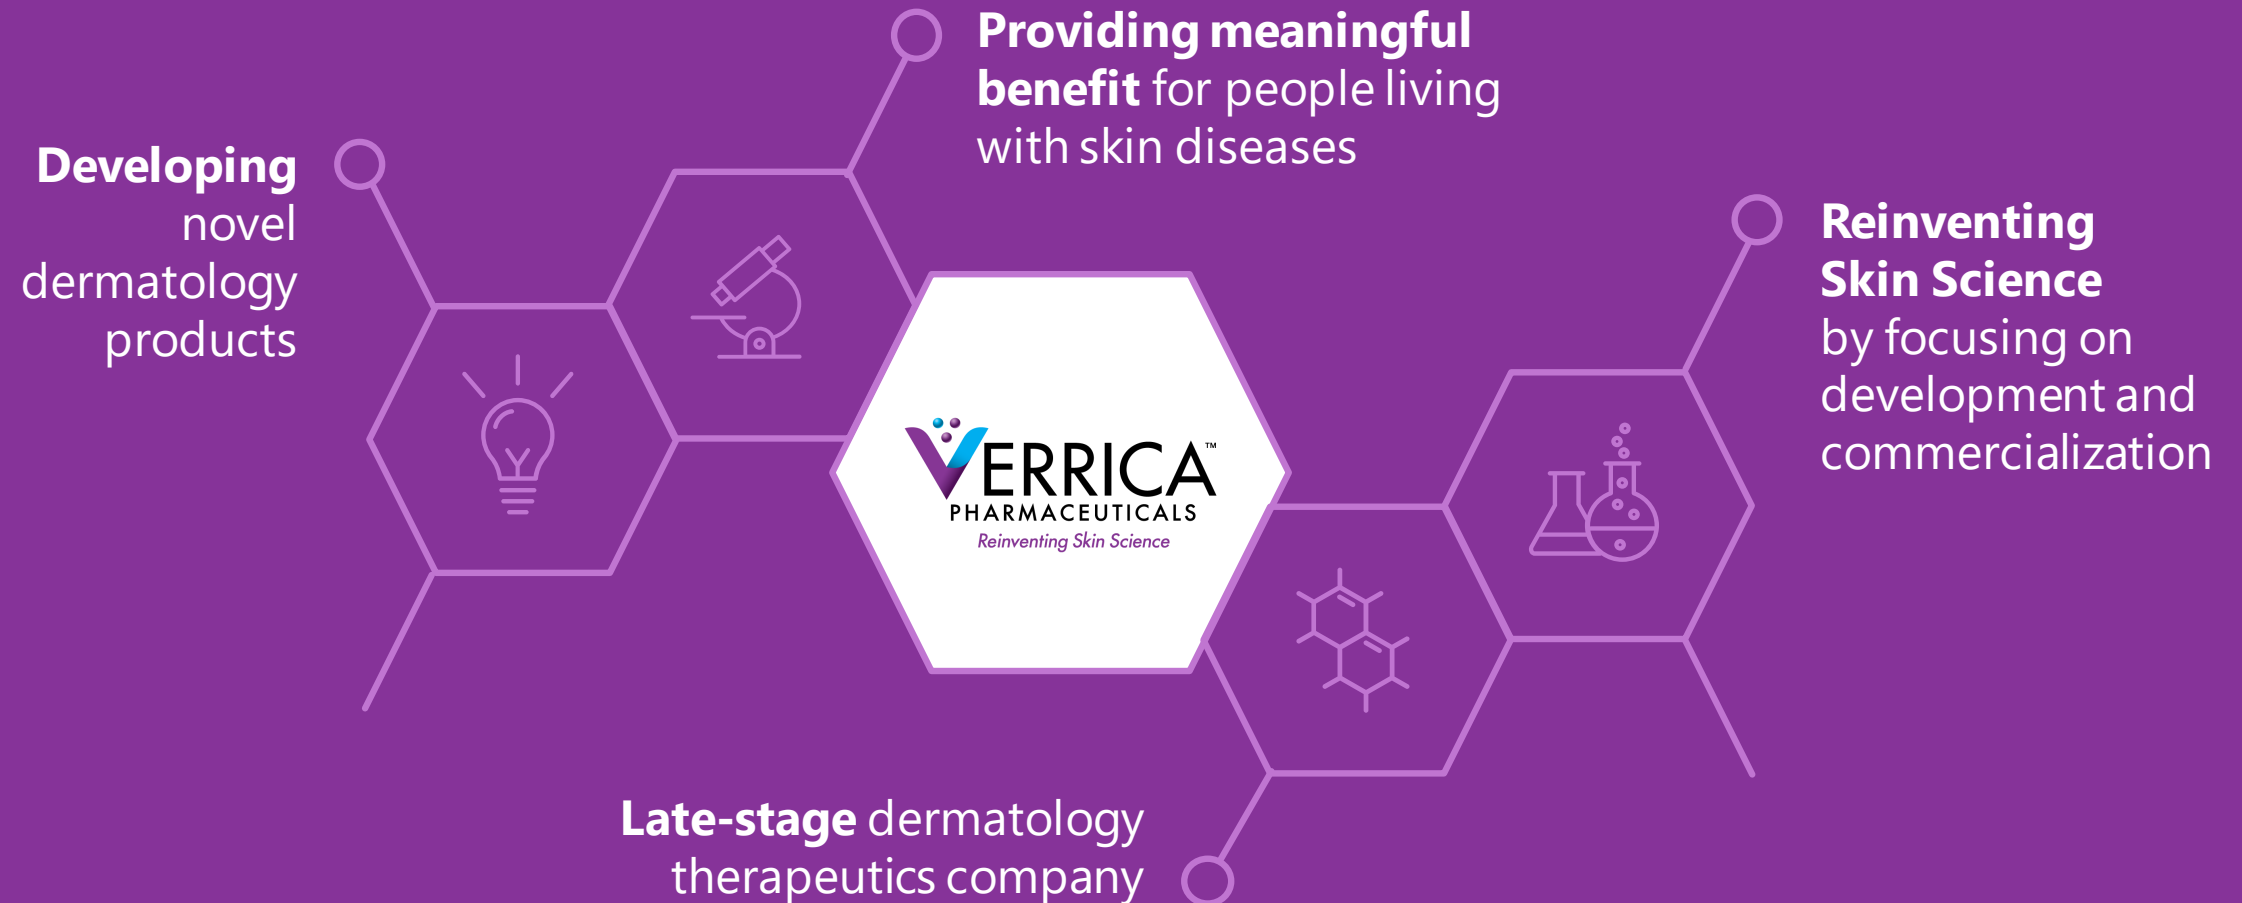 Providing meaningful
benefit for people living
with skin diseases
Developing
novel
dermatology
products
Reinventing
Skin Science
by focusing on
development and
commercialization
VERRICA™
PHARMACEUTICALS
Reinventing Skin Science
Late-stage dermatology
therapeutics company